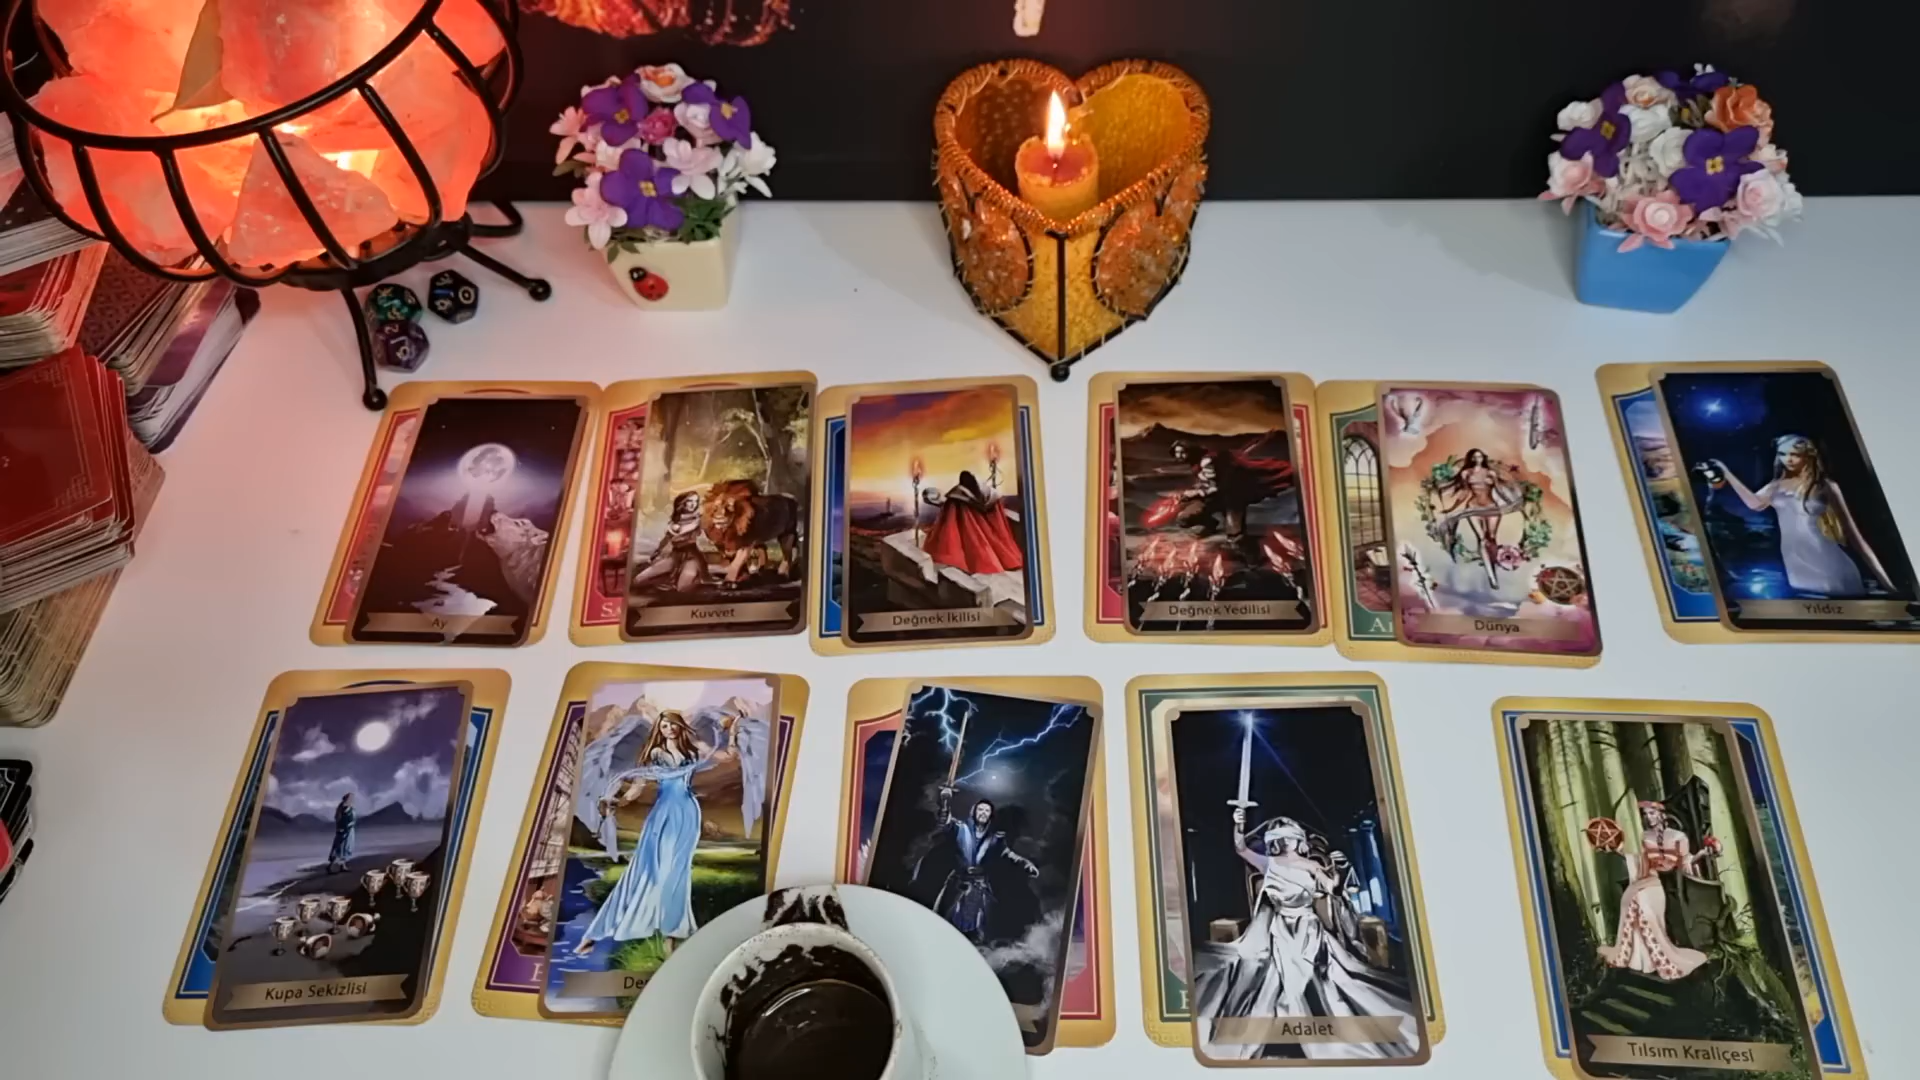 Ay
Kuvvet
Değnek İkilisi
Değnek Yedilisi
Dünya
Yıldız
Kupa Sekizlisi
Adalet
Tılsım Kraliçesi